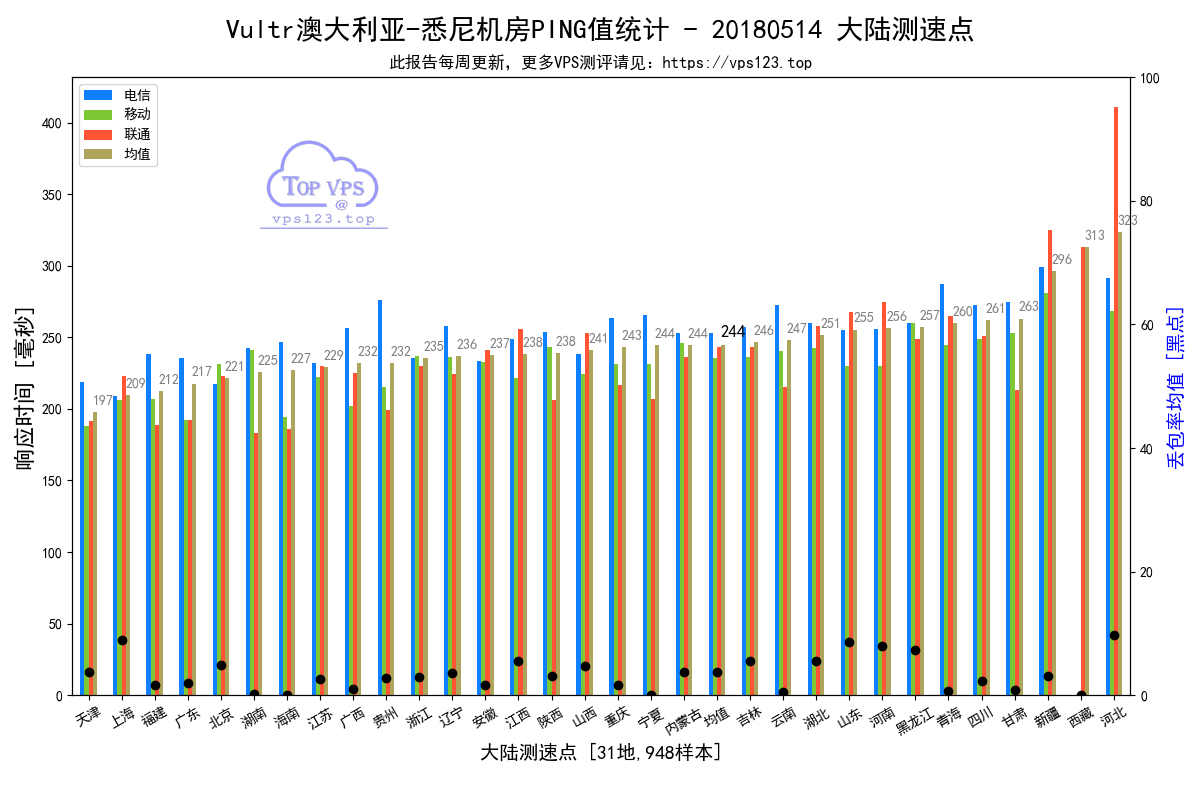 Vultr澳大利亚-悉尼机房PING值统计 - 20180514 大陆测速点
此报告每周更新，更多VPS测评请见：https://vps123.top
电信
移动
联通
均值
TOP VPS
@
vps123.top
响应时间 [毫秒]
0
50
100
150
200
250
300
350
400
197
209
212
217
221
225
227
229
232
232
235
236
237
238
238
241
243
244
244
244
246
247
251
255
256
257
260
261
263
296
313
323
0
20
40
60
80
100
丢包率均值 [黑点]
天津
上海
福建
广东
北京
湖南
海南
江苏
广西
贵州
浙江
辽宁
安徽
江西
陕西
山西
重庆
宁夏
内蒙古
均值
吉林
云南
湖北
山东
河南
黑龙江
青海
四川
甘肃
新疆
西藏
河北
大陆测速点 [31地,948样本]